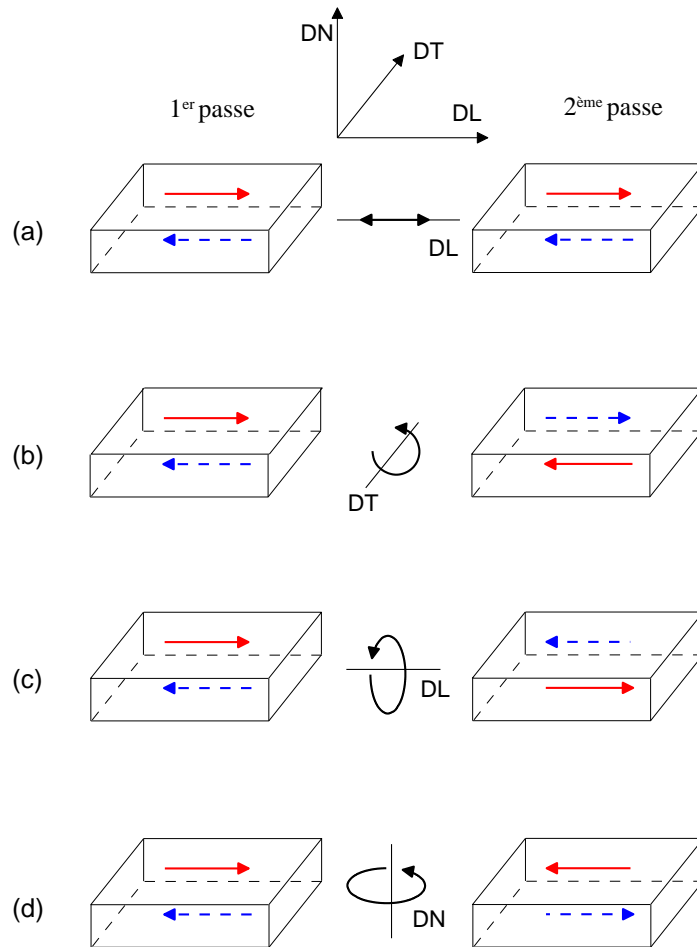 DN
DT
1er passe
DL
2ème passe
(a)
DL
(b)
DT
(c)
DL
(d)
DN